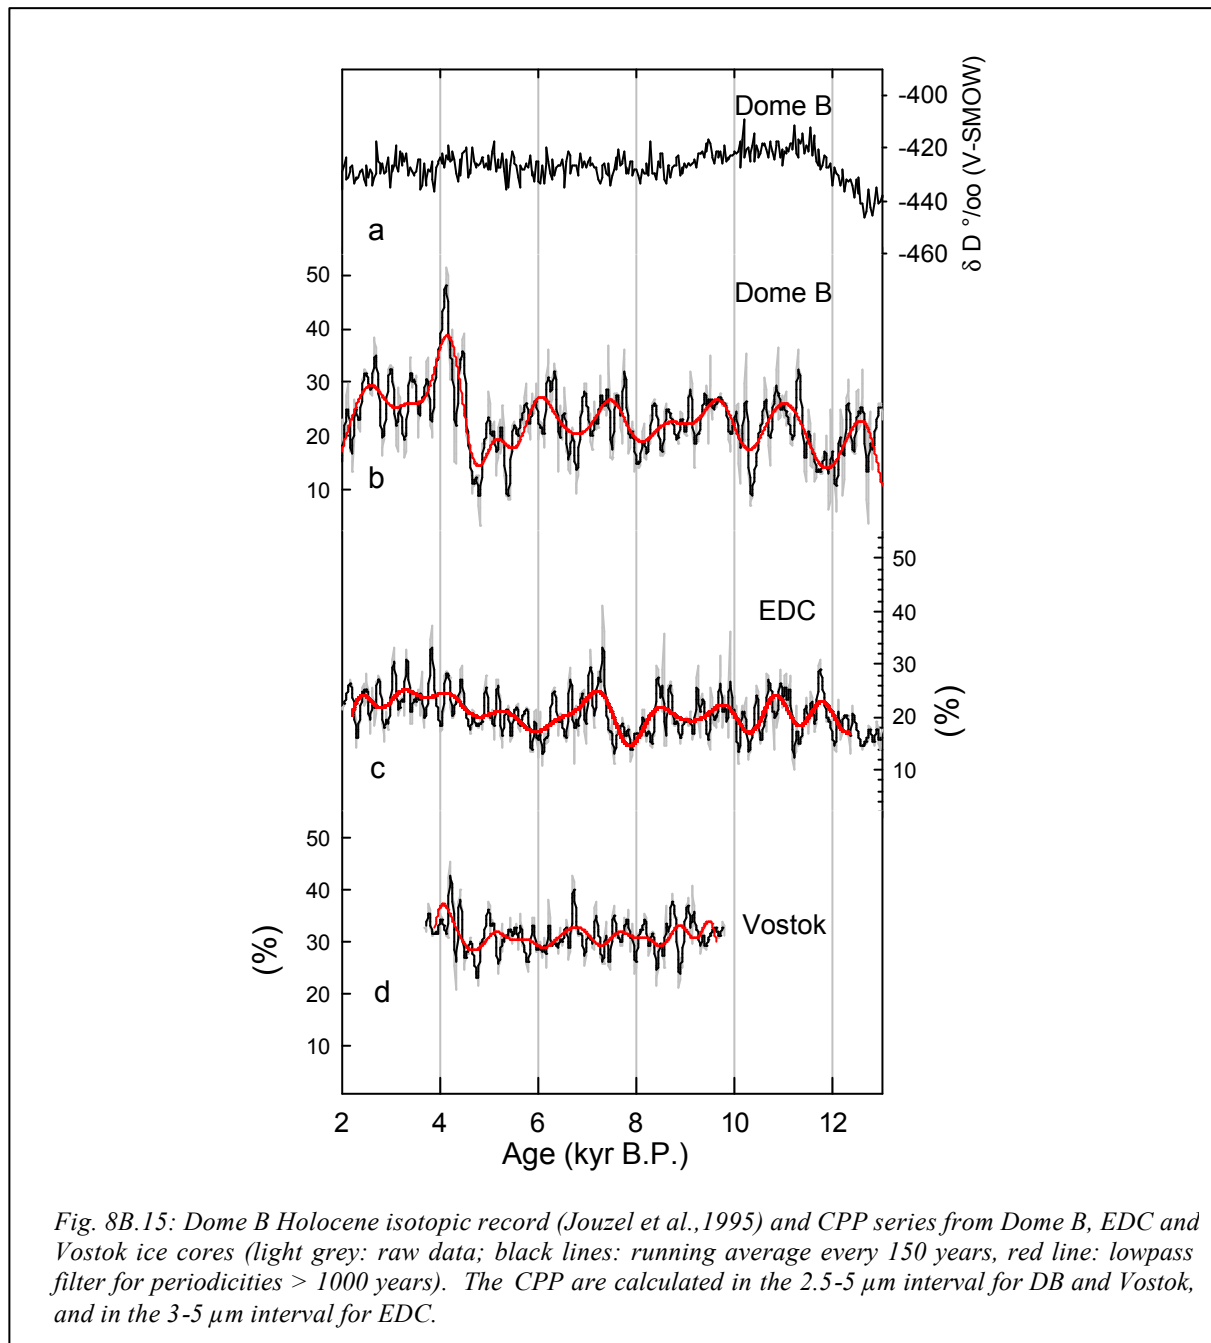 -400
Dome B
-420
-440
-460
δ D °/oo (V-SMOW)
a
50
Dome B
40
30
20
10
b
50
EDC
40
30
20
10
(%)
c
50
40
30
20
10
(%)
Vostok
d
2 4 6 8 10 12
Age (kyr B.P.)
Fig. 8B.15: Dome B Holocene isotopic record (Jouzel et al.,1995) and CPP series from Dome B, EDC and
Vostok ice cores (light grey: raw data; black lines: running average every 150 years, red line: lowpass
filter for periodicities > 1000 years). The CPP are calculated in the 2.5-5 µm interval for DB and Vostok,
and in the 3-5 µm interval for EDC.